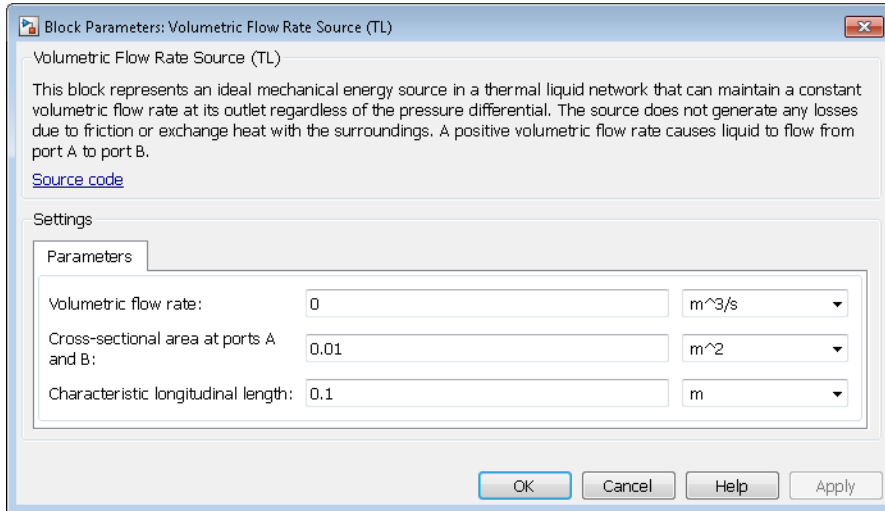 Block Parameters: Volumetric Flow Rate Source (TL)
Volumetric Flow Rate Source (TL)
This block represents an ideal mechanical energy source in a thermal liquid network that can maintain a constant
volumetric flow rate at its outlet regardless of the pressure differential. The source does not generate any losses
due to friction or exchange heat with the surroundings. A positive volumetric flow rate causes liquid to flow from
port A to port B.
Source code
Settings
Parameters
Volumetric flow rate: 0 m^3/s
Cross-sectional area at ports A
and B: 0.01 m^2
Characteristic longitudinal length: 0.1 m
OK Cancel Help Apply